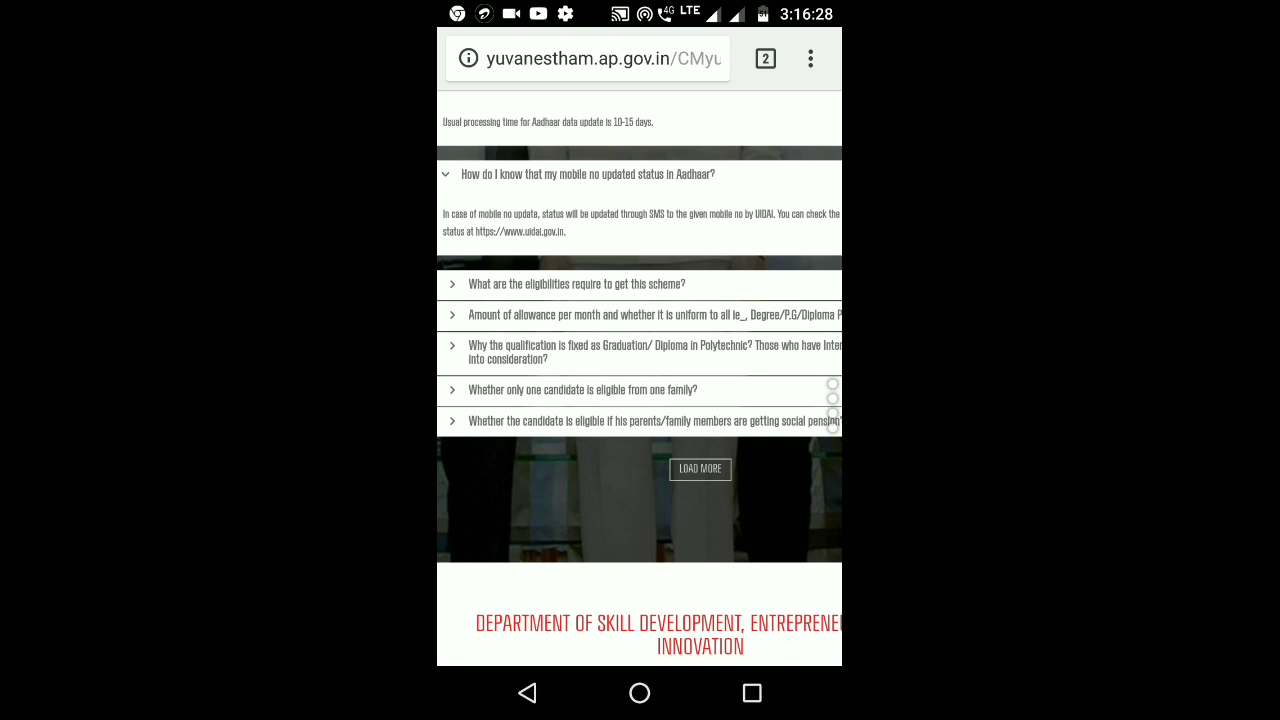 4G LTE 51 3:16:28
yuvanestham.ap.gov.in/CMyu
2
Usual processing time for Aadhaar data update is 10-15 days.
How do I know that my mobile no updated status in Aadhaar?
In case of mobile no update, status will be updated through SMS to the given mobile no by UIDAI. You can check the
status at https://www.uidai.gov.in.
What are the eligibilities require to get this scheme?
Amount of allowance per month and whether it is uniform to all ie_, Degree/P.G/Diploma P
Why the qualification is fixed as Graduation/ Diploma in Polytechnic? Those who have Inter
into consideration?
Whether only one candidate is eligible from one family?
Whether the candidate is eligible if his parents/family members are getting social pension?
LOAD MORE
DEPARTMENT OF SKILL DEVELOPMENT, ENTREPRENE
INNOVATION